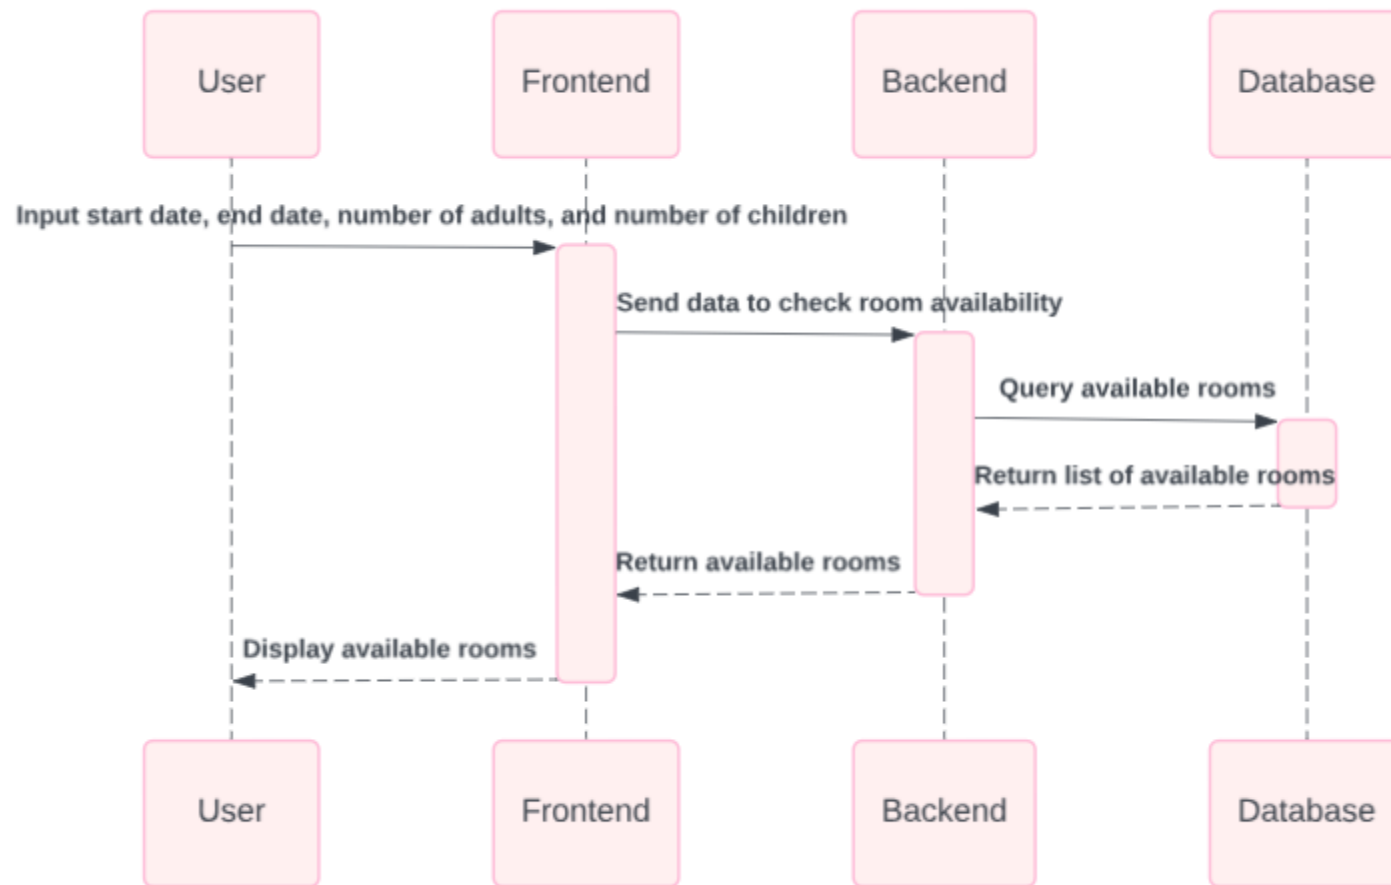 User
Frontend
Backend
Database
Input start date, end date, number of adults, and number of children
Send data to check room availability
Query available rooms
Return list of available rooms
Return available rooms
Display available rooms
User
Frontend
Backend
Database